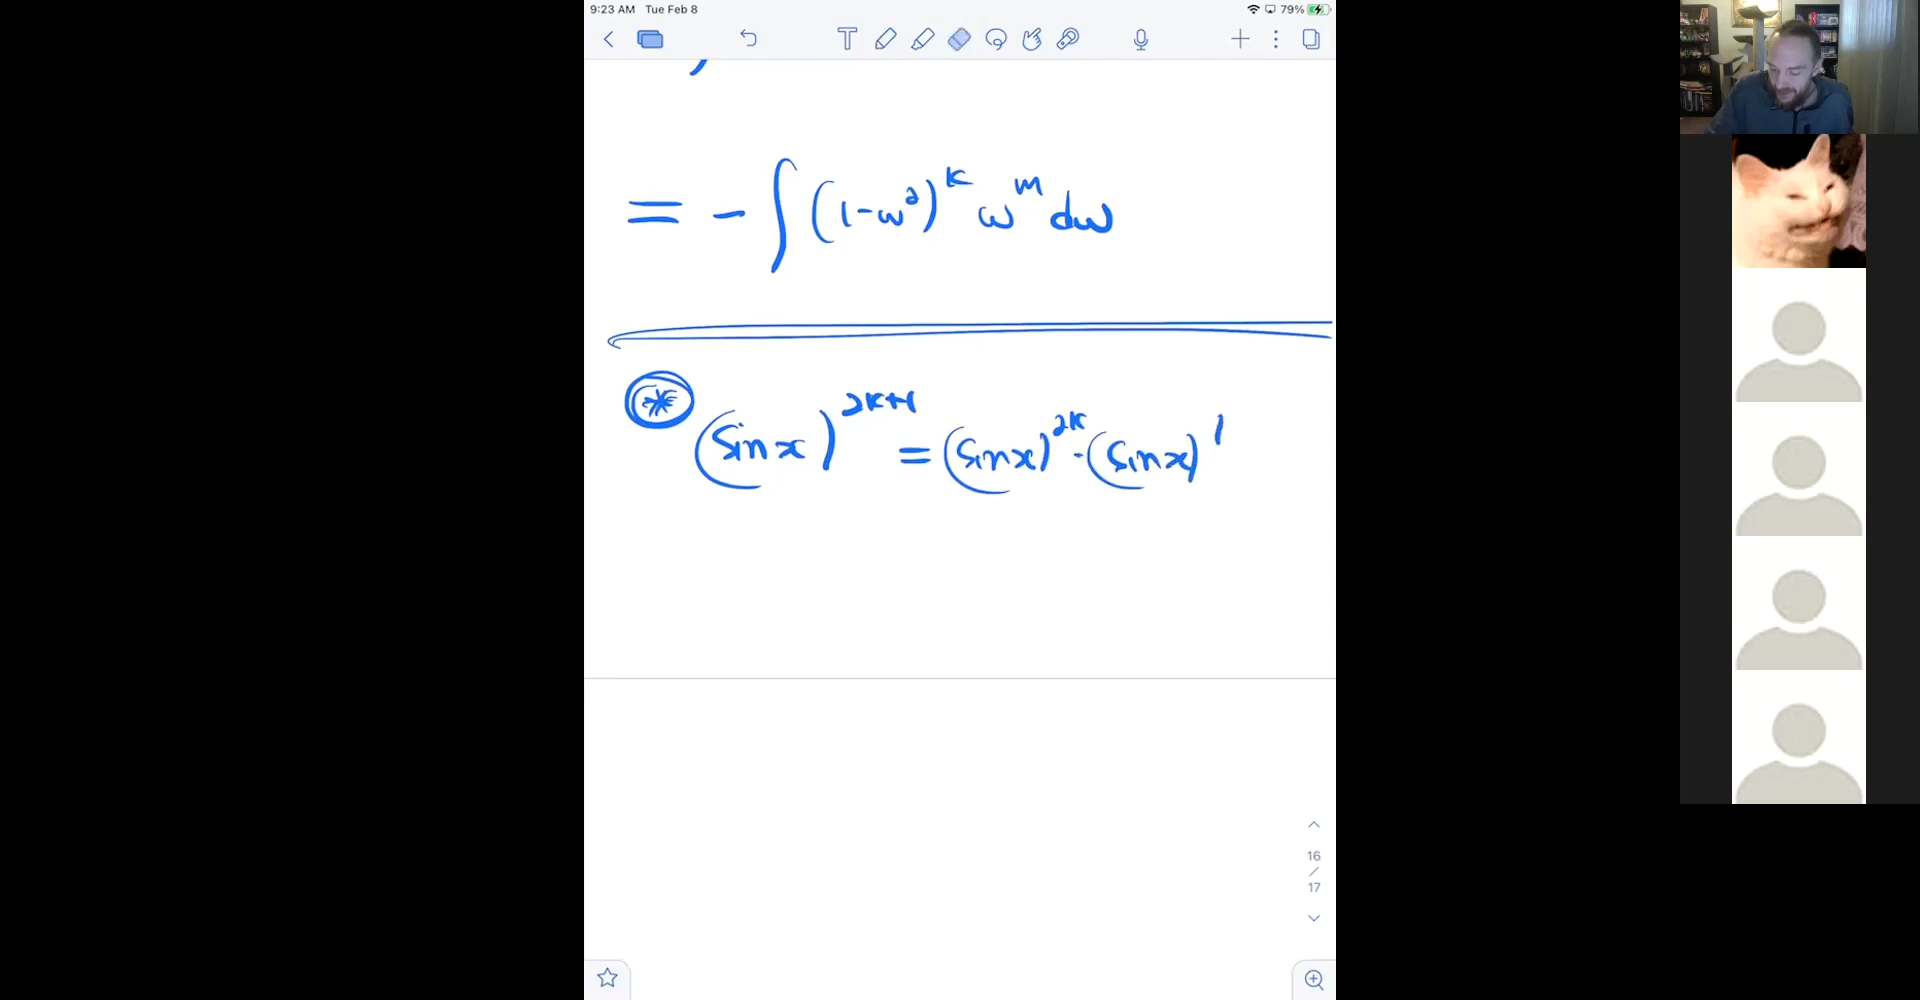 9:23 AM Tue Feb 8 79%
= - ∫ (1-w²)^k w^m dw
(sin x)^{2k+1} = (sin x)^{2k} · (sin x)^1
16
/
17